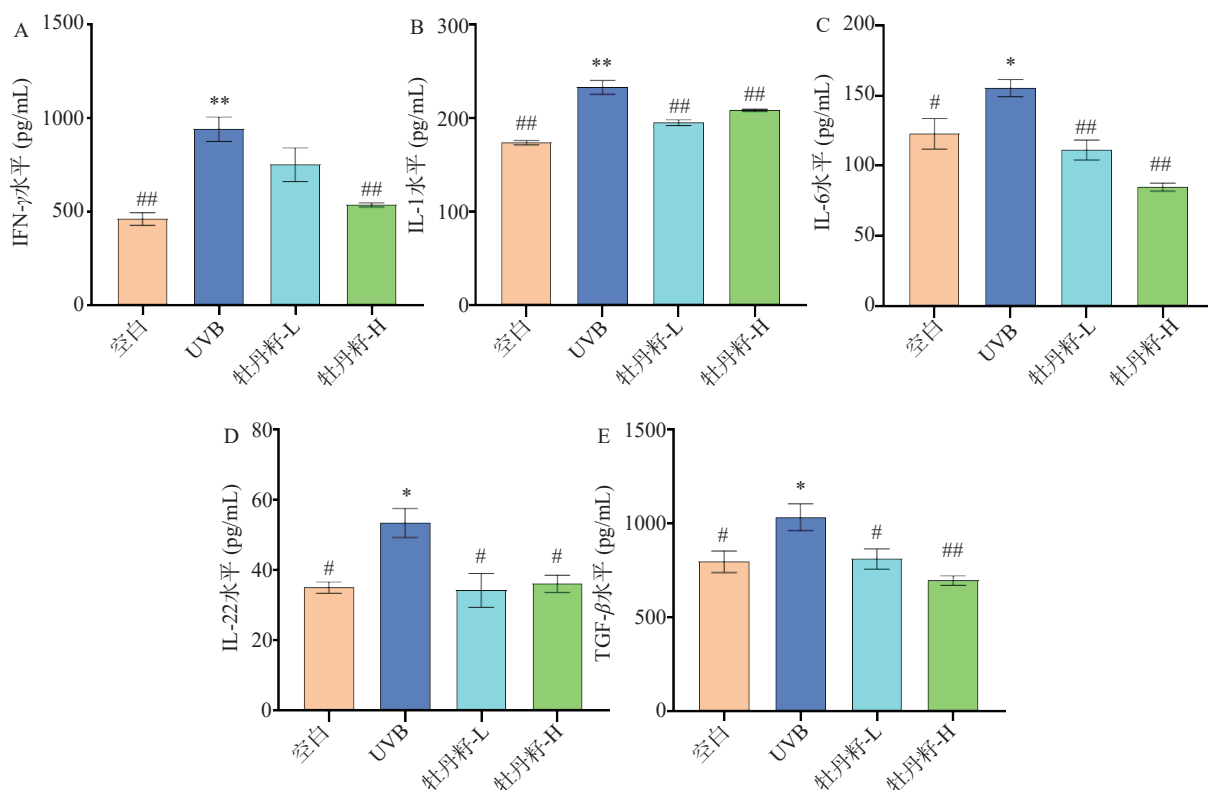 A
IFN-γ水平 (pg/mL)
1500
1000
500
0
##
**
##
空白
UVB
牡丹籽-L
牡丹籽-H
B
IL-1水平 (pg/mL)
300
200
100
0
##
**
##
##
空白
UVB
牡丹籽-L
牡丹籽-H
C
IL-6水平 (pg/mL)
200
150
100
50
0
#
*
##
##
空白
UVB
牡丹籽-L
牡丹籽-H
D
IL-22水平 (pg/mL)
80
60
40
20
0
#
*
#
#
空白
UVB
牡丹籽-L
牡丹籽-H
E
TGF-β水平 (pg/mL)
1500
1000
500
0
#
*
#
##
空白
UVB
牡丹籽-L
牡丹籽-H